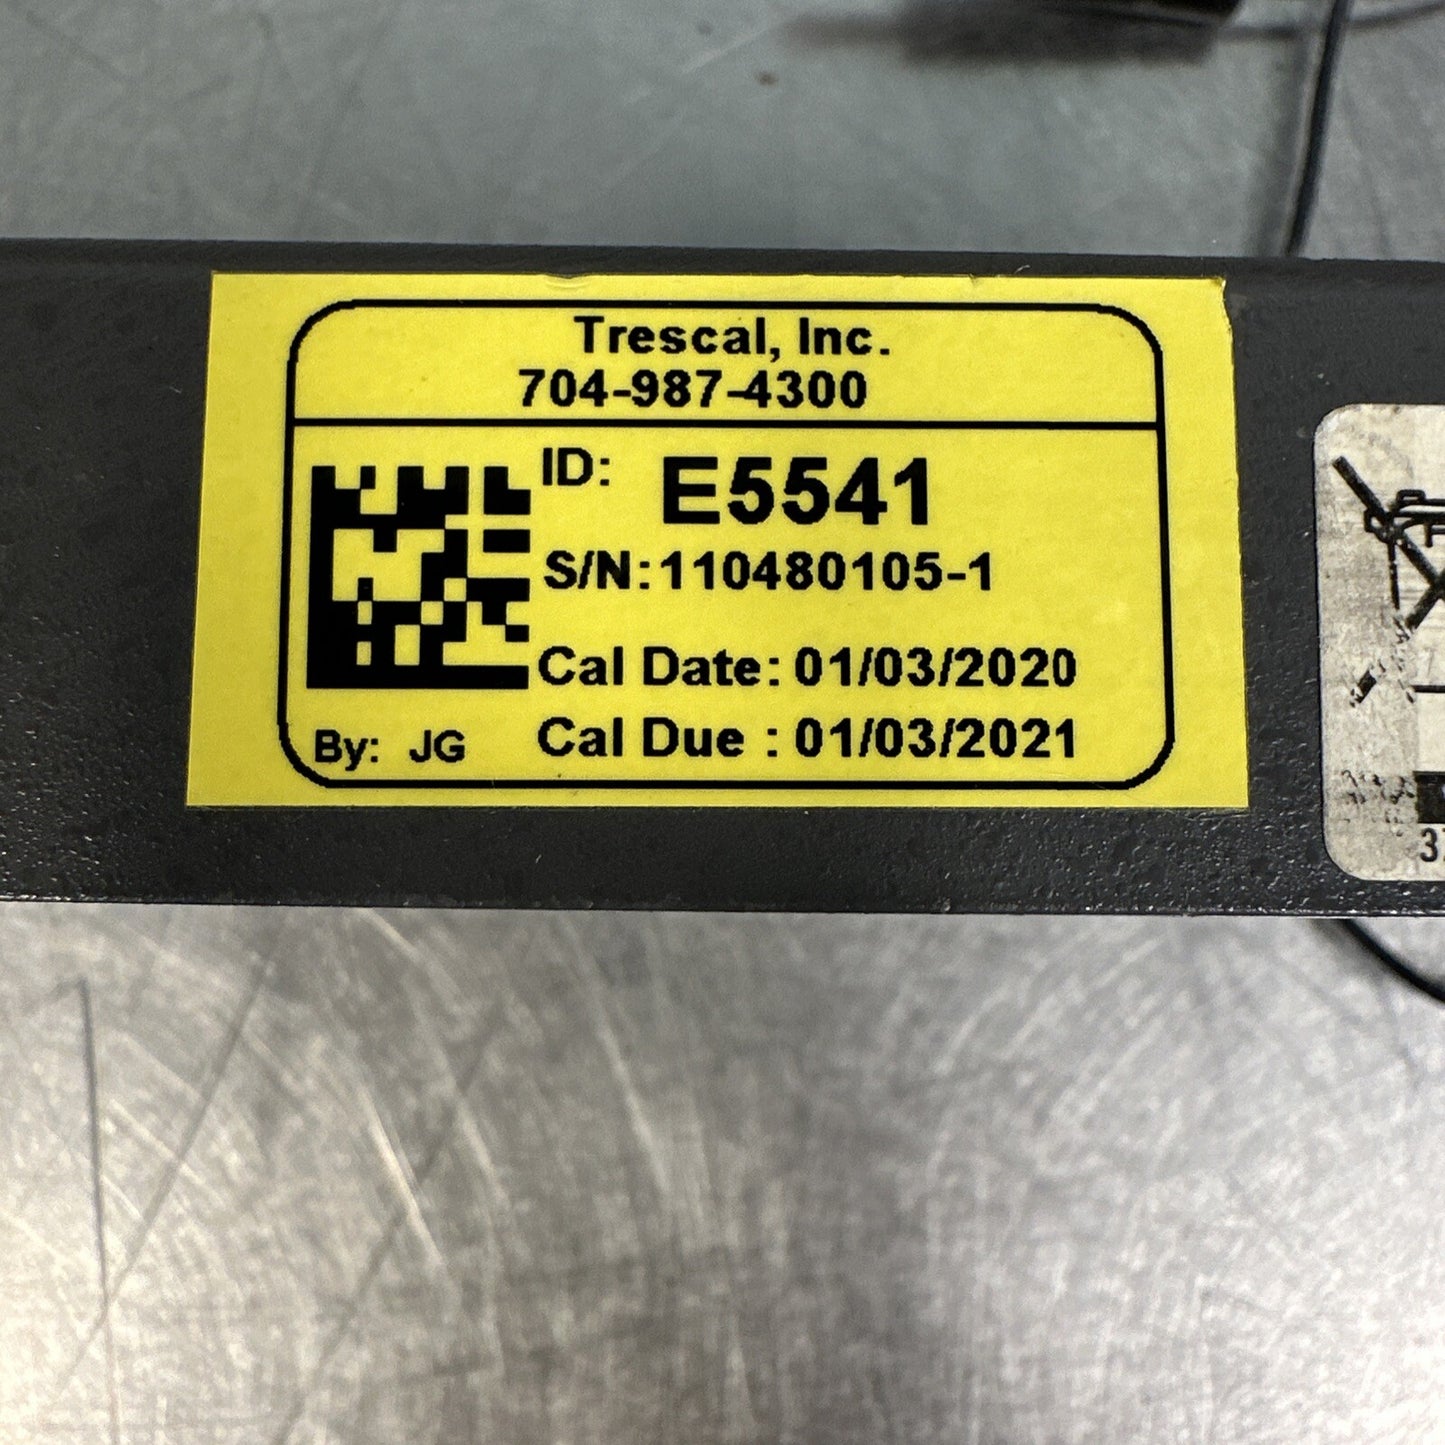 Trescal, Inc.
704-987-4300
ID: E5541
S/N:110480105-1
Cal Date: 01/03/2020
By: JG Cal Due : 01/03/2021